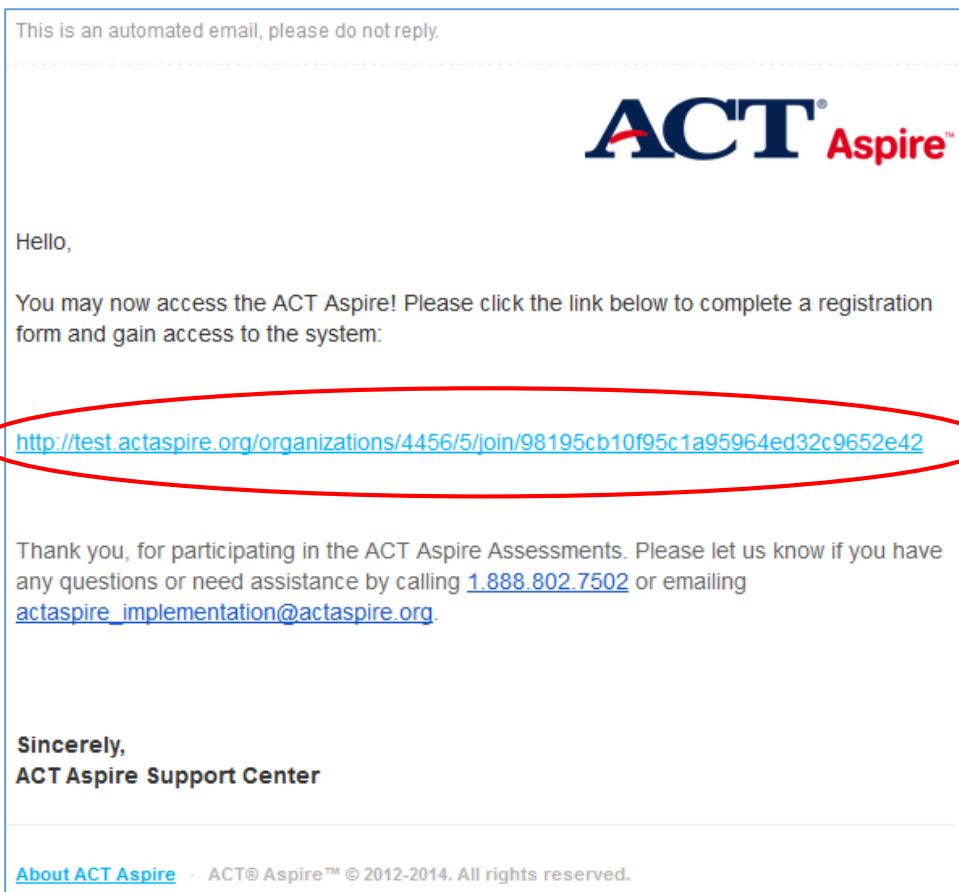 This is an automated email, please do not reply.
ACT® Aspire™
Hello,
You may now access the ACT Aspire! Please click the link below to complete a registration
form and gain access to the system:
http://test.actaspire.org/organizations/4456/5/join/98195cb10f95c1a95964ed32c9652e42
Thank you, for participating in the ACT Aspire Assessments. Please let us know if you have
any questions or need assistance by calling 1.888.802.7502 or emailing
actaspire_implementation@actaspire.org.
Sincerely,
ACT Aspire Support Center
About ACT Aspire · ACT® Aspire™ © 2012-2014. All rights reserved.